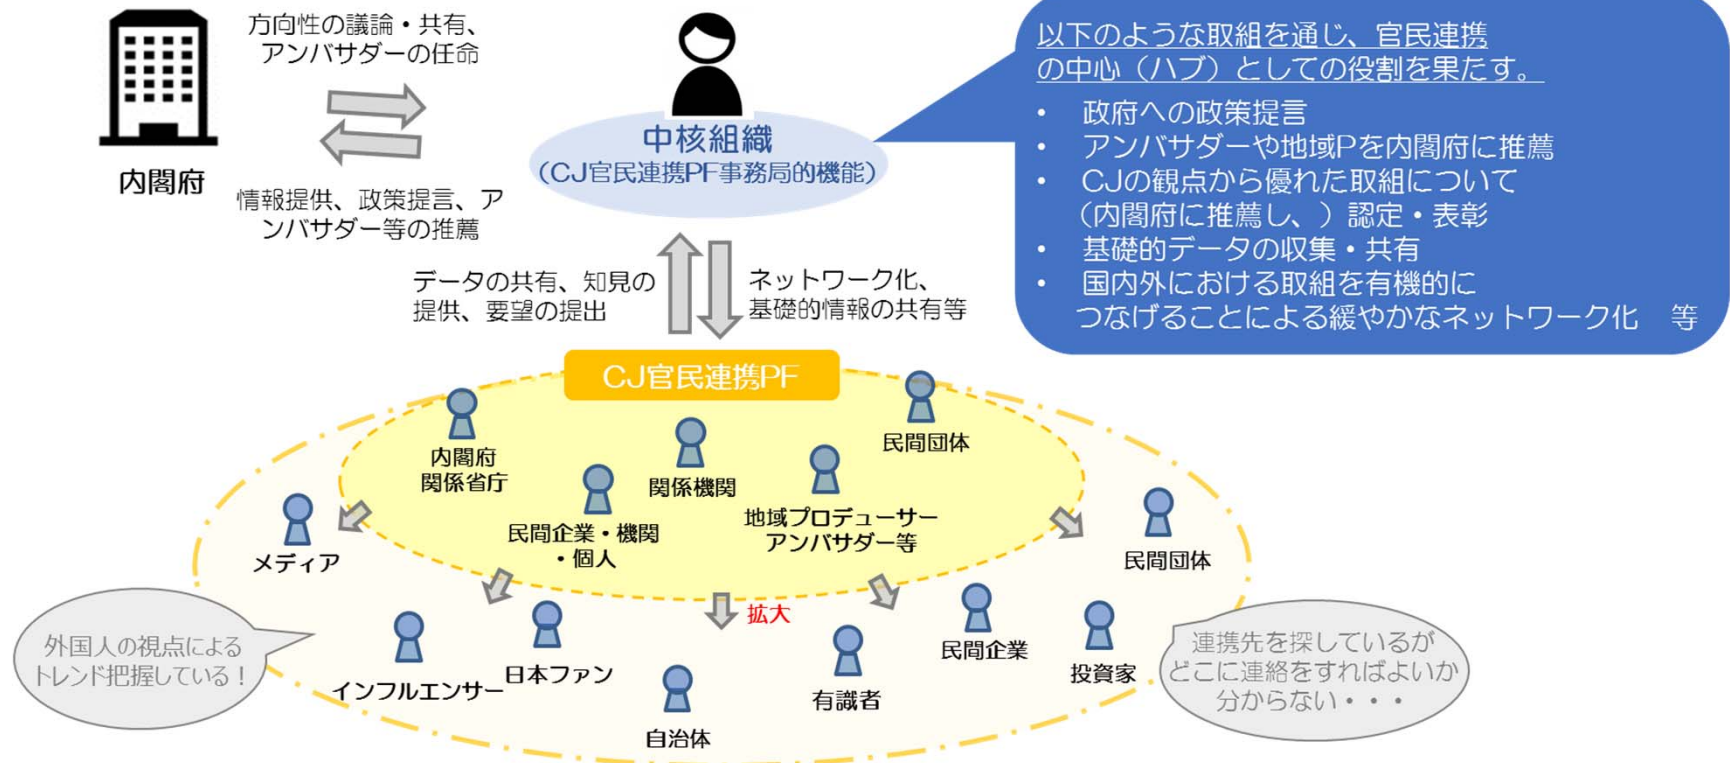 方向性の議論・共有、
アンバサダーの任命
内閣府
情報提供、政策提言、ア
ンバサダー等の推薦
中核組織
(CJ官民連携PF事務局的機能)
以下のような取組を通じ、官民連携
の中心（ハブ）としての役割を果たす。
• 政府への政策提言
• アンバサダーや地域Pを内閣府に推薦
• CJの観点から優れた取組について
（内閣府に推薦し、）認定・表彰
• 基礎的データの収集・共有
• 国内外における取組を有機的に
つなげることによる緩やかなネットワーク化 等
データの共有、知見の
提供、要望の提出
ネットワーク化、
基礎的情報の共有等
CJ官民連携PF
内閣府
関係省庁
民間企業・機関
・個人
関係機関
地域プロデューサー
アンバサダー等
民間団体
メディア
インフルエンサー
日本ファン
拡大
自治体
有識者
民間企業
投資家
民間団体
外国人の視点による
トレンド把握している！
連携先を探しているが
どこに連絡をすればよいか
分からない・・・